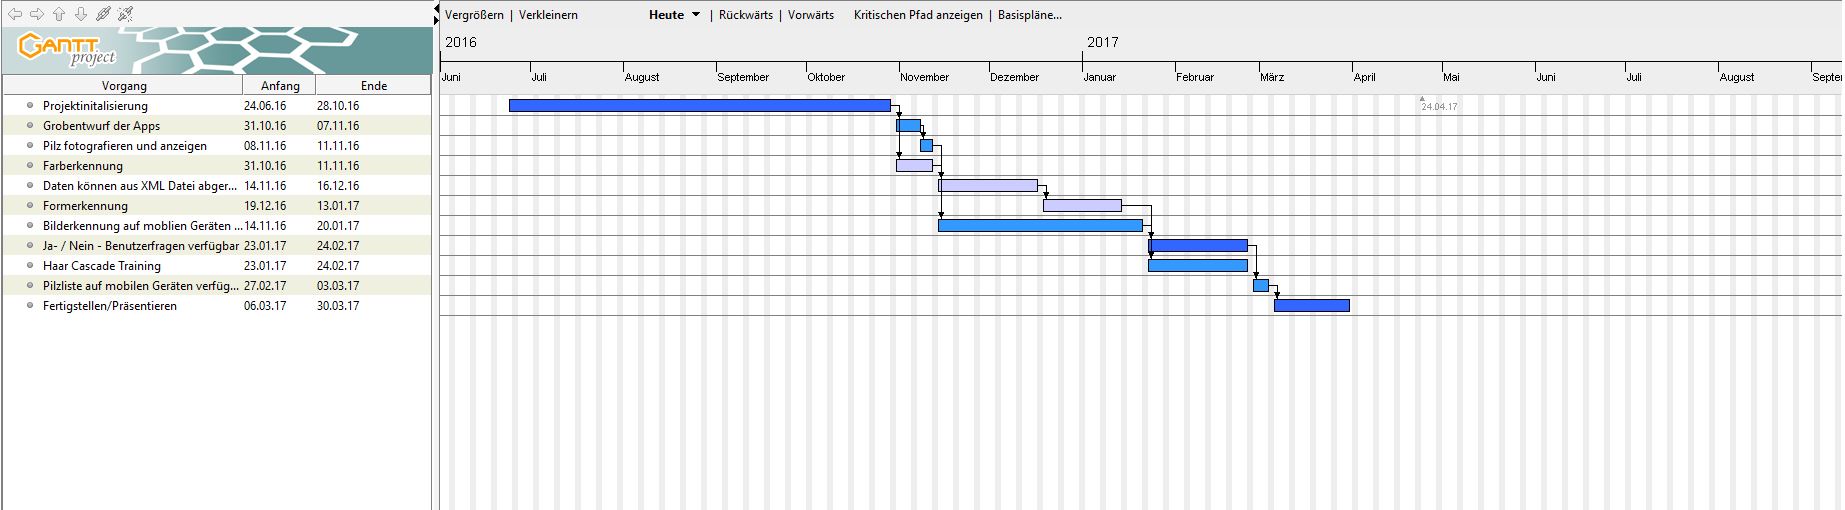 Vergrößern | Verkleinern Heute | Rückwärts | Vorwärts Kritischen Pfad anzeigen | Basispläne...
GANTT
project
2016 2017
Juni Juli August September Oktober November Dezember Januar Februar März April Mai Juni Juli August Septe
Vorgang Anfang Ende
Projektinitalisierung 24.06.16 28.10.16
24.04.17
Grobentwurf der Apps 31.10.16 07.11.16
Pilz fotografieren und anzeigen 08.11.16 11.11.16
Farberkennung 31.10.16 11.11.16
Daten können aus XML Datei abger... 14.11.16 16.12.16
Formerkennung 19.12.16 13.01.17
Bilderkennung auf moblien Geräten ... 14.11.16 20.01.17
Ja- / Nein - Benutzerfragen verfügbar 23.01.17 24.02.17
Haar Cascade Training 23.01.17 24.02.17
Pilzliste auf mobilen Geräten verfüg... 27.02.17 03.03.17
Fertigstellen/Präsentieren 06.03.17 30.03.17